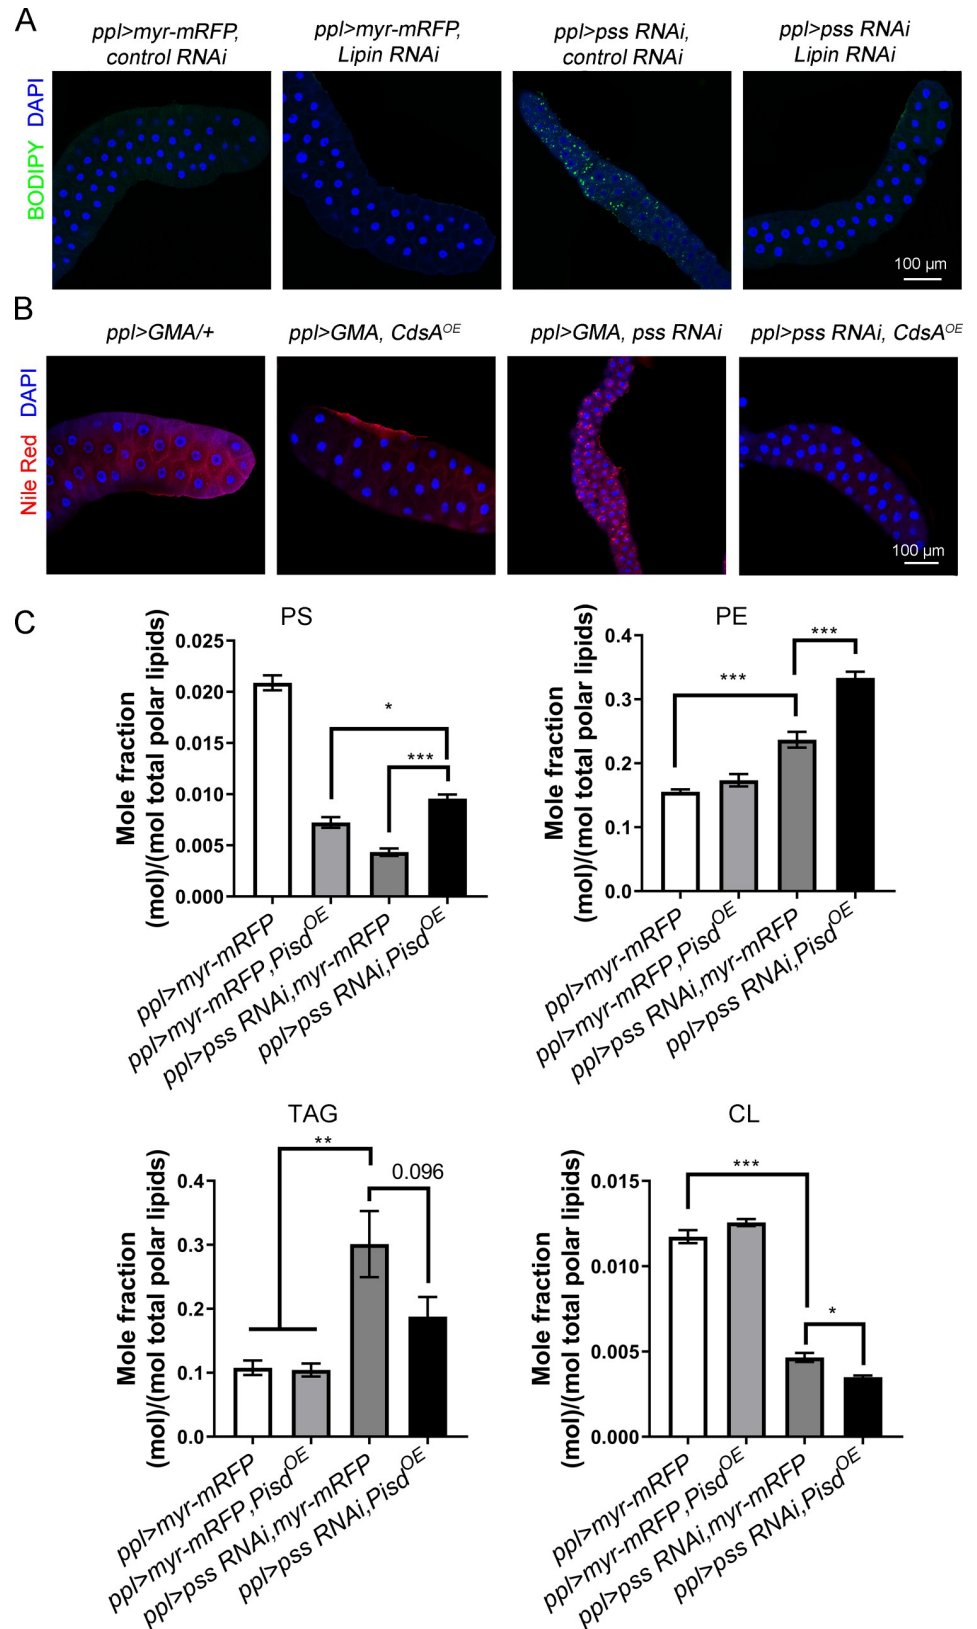 A
ppl>myr-mRFP,
control RNAi
ppl>myr-mRFP,
Lipin RNAi
ppl>pss RNAi,
control RNAi
ppl>pss RNAi
Lipin RNAi
BODIPY DAPI
100 µm
B
ppl>GMA/+
ppl>GMA, CdsA^OE
ppl>GMA, pss RNAi
ppl>pss RNAi, CdsA^OE
Nile Red DAPI
100 µm
C
PS
Mole fraction
(mol)/(mol total polar lipids)
0.025
0.020
0.015
0.010
0.005
0.000
*
***
ppl>myr-mRFP
ppl>myr-mRFP,Pisd^OE
ppl>pss RNAi,myr-mRFP
ppl>pss RNAi,Pisd^OE
PE
Mole fraction
(mol)/(mol total polar lipids)
0.4
0.3
0.2
0.1
0.0
***
***
ppl>myr-mRFP
ppl>myr-mRFP,Pisd^OE
ppl>pss RNAi,myr-mRFP
ppl>pss RNAi,Pisd^OE
TAG
Mole fraction
(mol)/(mol total polar lipids)
0.4
0.3
0.2
0.1
0.0
**
0.096
ppl>myr-mRFP
ppl>myr-mRFP,Pisd^OE
ppl>pss RNAi,myr-mRFP
ppl>pss RNAi,Pisd^OE
CL
Mole fraction
(mol)/(mol total polar lipids)
0.015
0.010
0.005
0.000
***
*
ppl>myr-mRFP
ppl>myr-mRFP,Pisd^OE
ppl>pss RNAi,myr-mRFP
ppl>pss RNAi,Pisd^OE